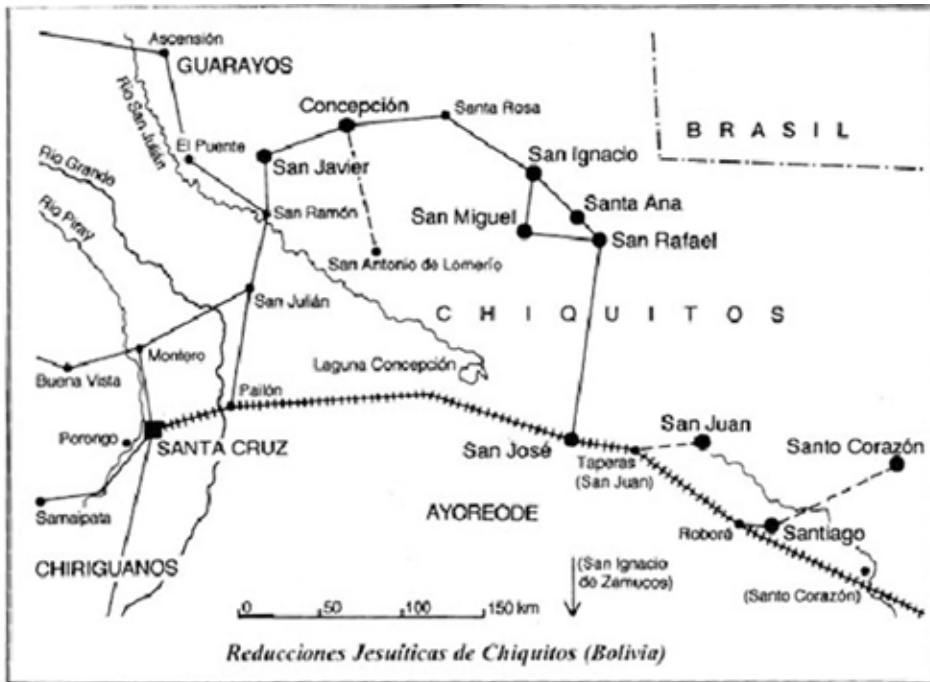 Ascensión
GUARAYOS
Río San Julián
Concepción
Santa Rosa
BRASIL
El Puente
San Javier
San Ignacio
Río Grande
Santa Ana
San Miguel
San Ramón
San Rafael
Río Piray
San Antonio de Lomerío
San Julián
CHIQUITOS
Montero
Laguna Concepción
Buena Vista
Pailón
San Juan
Porongo
SANTA CRUZ
San José
Santo Corazón
Taperas
(San Juan)
Samaipata
AYOREODE
Roboré
Santiago
CHIRIGUANOS
(San Ignacio
de Zamucos)
(Santo Corazón)
0 50 100 150 km
Reducciones Jesuíticas de Chiquitos (Bolivia)